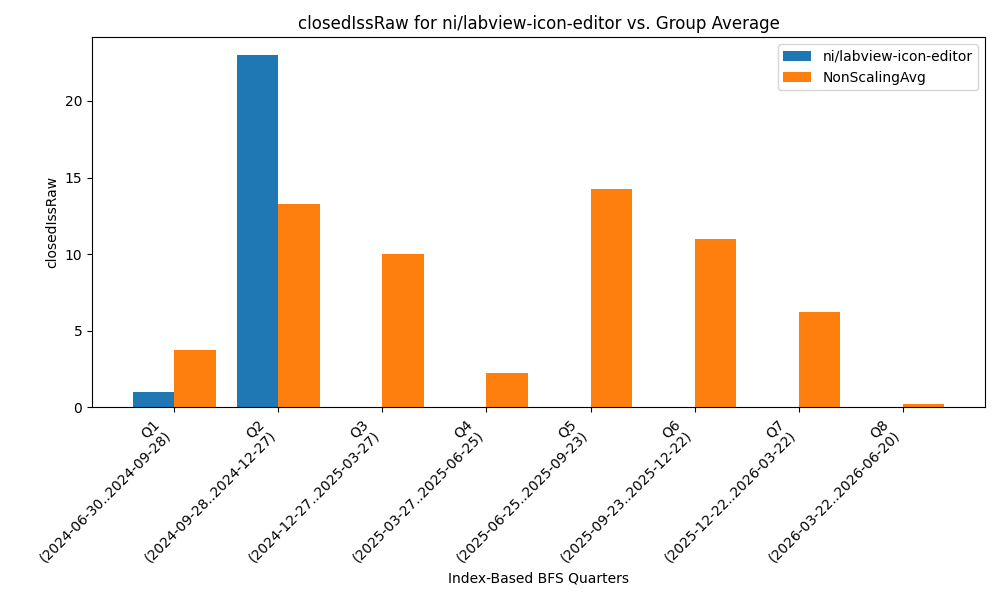 closedIssRaw for ni/labview-icon-editor vs. Group Average
ni/labview-icon-editor
NonScalingAvg
closedIssRaw
20
15
10
5
0
Q1
(2024-06-30..2024-09-28)
Q2
(2024-09-28..2024-12-27)
Q3
(2024-12-27..2025-03-27)
Q4
(2025-03-27..2025-06-25)
Q5
(2025-06-25..2025-09-23)
Q6
(2025-09-23..2025-12-22)
Q7
(2025-12-22..2026-03-22)
Q8
(2026-03-22..2026-06-20)
Index-Based BFS Quarters